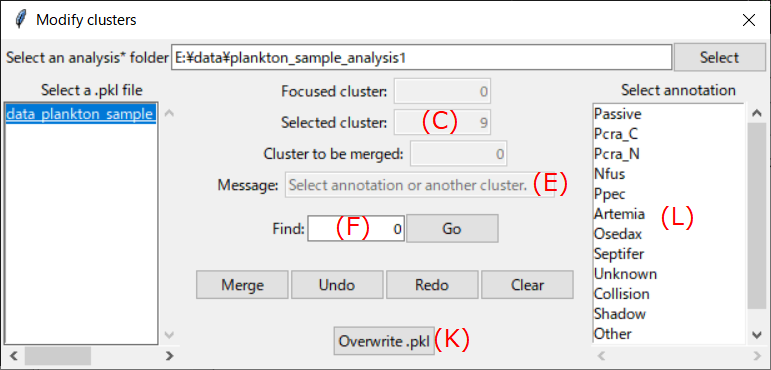 Modify clusters
Select an analysis* folder E:¥data¥plankton_sample_analysis1 Select
Select a .pkl file
data_plankton_sample
Focused cluster: 0
Selected cluster: (C) 9
Cluster to be merged: 0
Message: Select annotation or another cluster. (E)
Find: (F) 0 Go
Merge Undo Redo Clear
Overwrite .pkl (K)
Select annotation
Passive
Pcra_C
Pcra_N
Nfus
Ppec
Artemia
Osedax
(L)
Septifer
Unknown
Collision
Shadow
Other